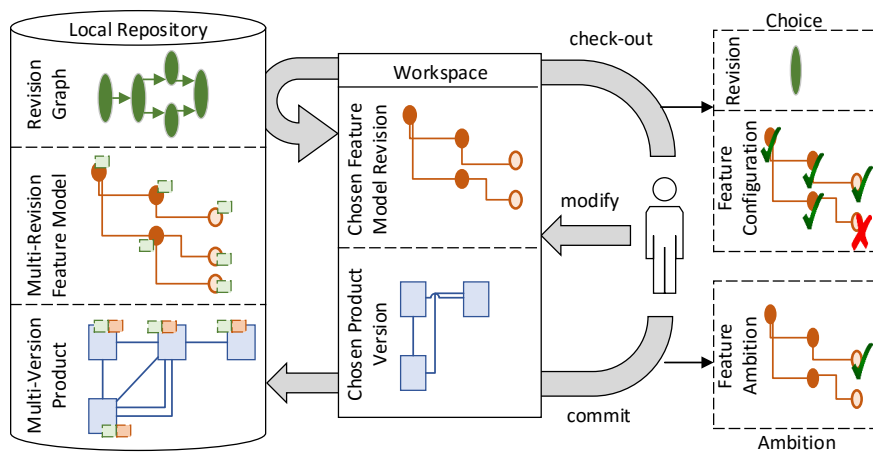 Local Repository
Revision
Graph
Multi-Revision
Feature Model
Multi-Version
Product
Workspace
Chosen Feature
Model Revision
Chosen Product
Version
check-out
modify
commit
Choice
Revision
Feature
Configuration
Feature
Ambition
Ambition